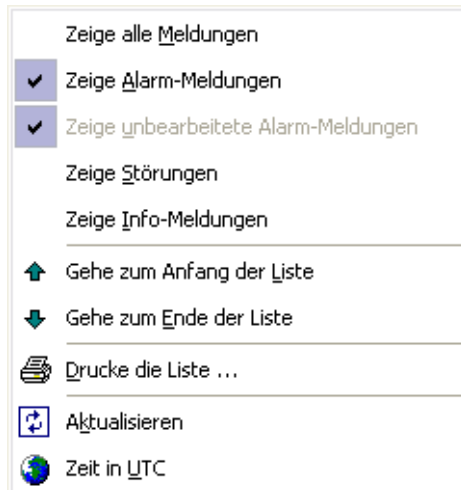 Zeige alle Meldungen
Zeige Alarm-Meldungen
Zeige unbearbeitete Alarm-Meldungen
Zeige Störungen
Zeige Info-Meldungen
Gehe zum Anfang der Liste
Gehe zum Ende der Liste
Drucke die Liste ...
Aktualisieren
Zeit in UTC